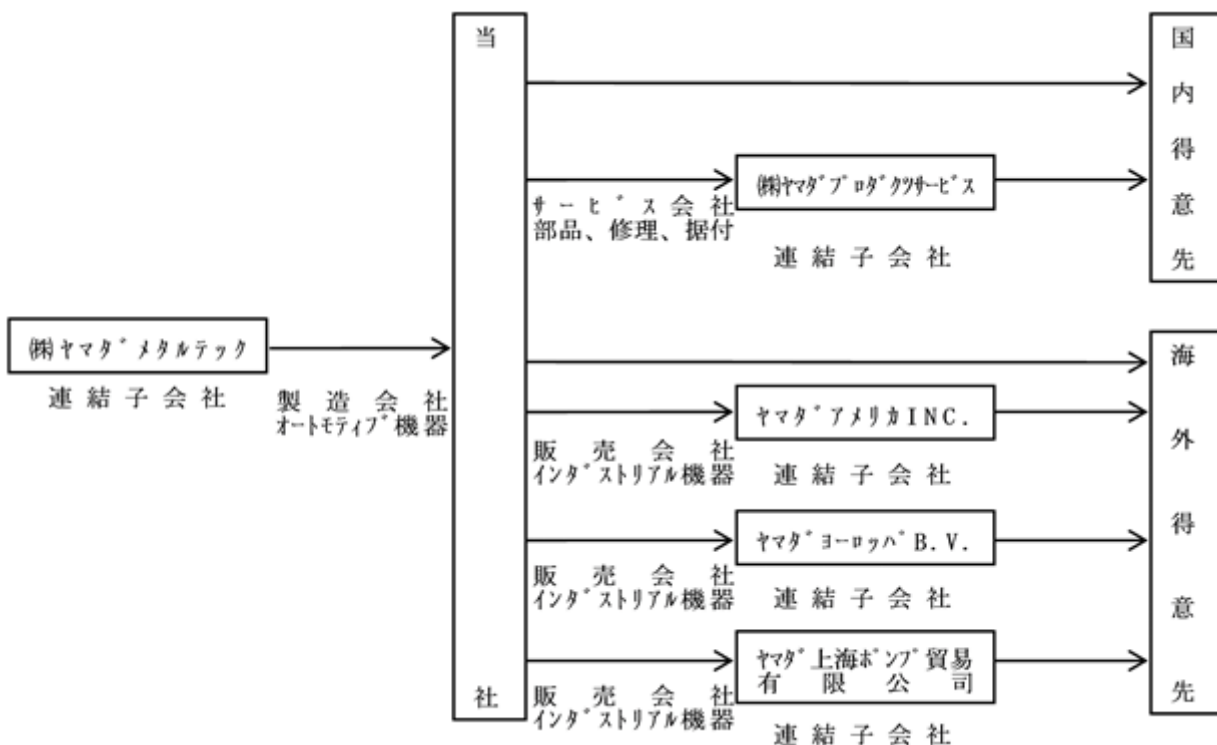 当社
国内得意先
㈱ヤマダプロダクツサービス
サービス会社
部品、修理、据付
連結子会社
㈱ヤマダメタルテック
連結子会社
製造会社
オートモティブ機器
海外得意先
ヤマダアメリカINC.
販売会社
インダストリアル機器
連結子会社
ヤマダヨーロッパB.V.
販売会社
インダストリアル機器
連結子会社
ヤマダ上海ポンプ貿易
有限公司
販売会社
インダストリアル機器
連結子会社